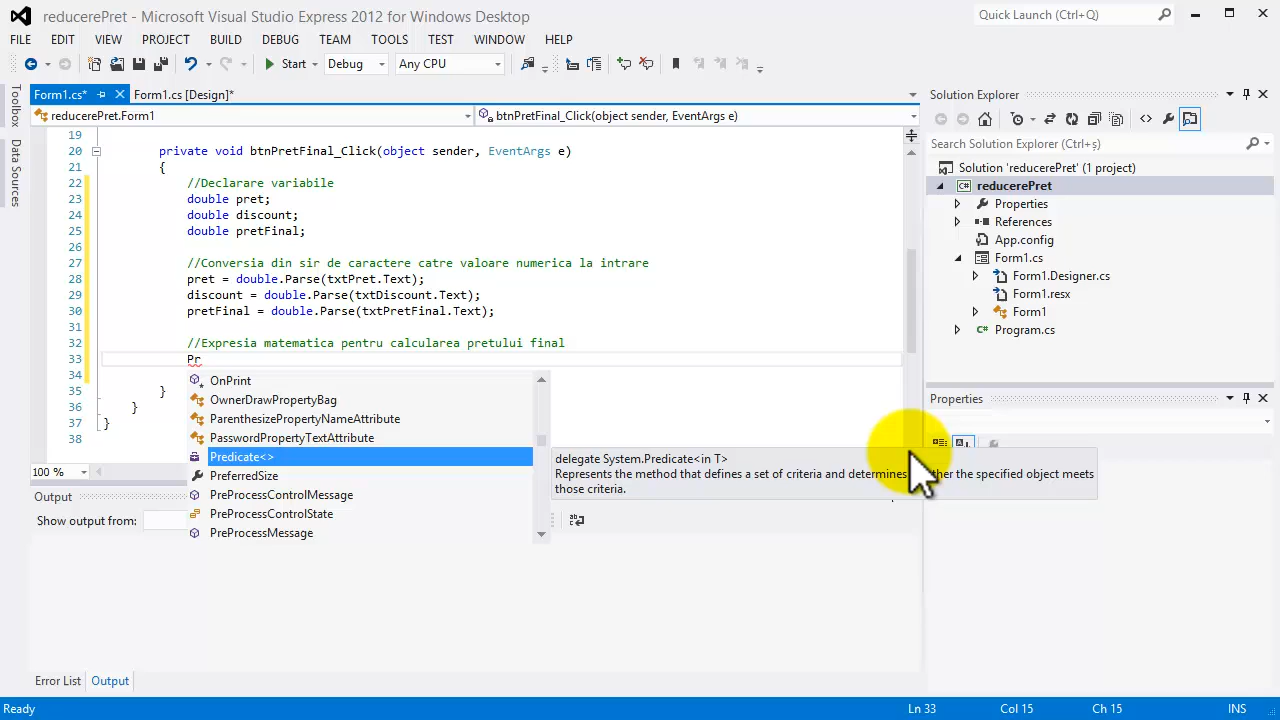 reducerePret - Microsoft Visual Studio Express 2012 for Windows Desktop
Quick Launch (Ctrl+Q)
FILE EDIT VIEW PROJECT BUILD DEBUG TEAM TOOLS TEST WINDOW HELP
Start Debug Any CPU
Toolbox
Data Sources
Form1.cs* Form1.cs [Design]*
reducerePret.Form1 btnPretFinal_Click(object sender, EventArgs e)
19
20 private void btnPretFinal_Click(object sender, EventArgs e)
21 {
22 //Declarare variabile
23 double pret;
24 double discount;
25 double pretFinal;
26
27 //Conversia din sir de caractere catre valoare numerica la intrare
28 pret = double.Parse(txtPret.Text);
29 discount = double.Parse(txtDiscount.Text);
30 pretFinal = double.Parse(txtPretFinal.Text);
31
32 //Expresia matematica pentru calcularea pretului final
33 Pr
34
35 }
36 }
37 }
38
OnPrint
OwnerDrawPropertyBag
ParenthesizePropertyNameAttribute
PasswordPropertyTextAttribute
Predicate<>
PreferredSize
PreProcessControlMessage
PreProcessControlState
PreProcessMessage
delegate System.Predicate<in T>
Represents the method that defines a set of criteria and determines the specified object meets
those criteria.
100 %
Output
Show output from:
Error List Output
Solution Explorer
Search Solution Explorer (Ctrl+ş)
Solution 'reducerePret' (1 project)
C# reducerePret
Properties
References
App.config
Form1.cs
Form1.Designer.cs
Form1.resx
Form1
Program.cs
Properties
Ready Ln 33 Col 15 Ch 15 INS